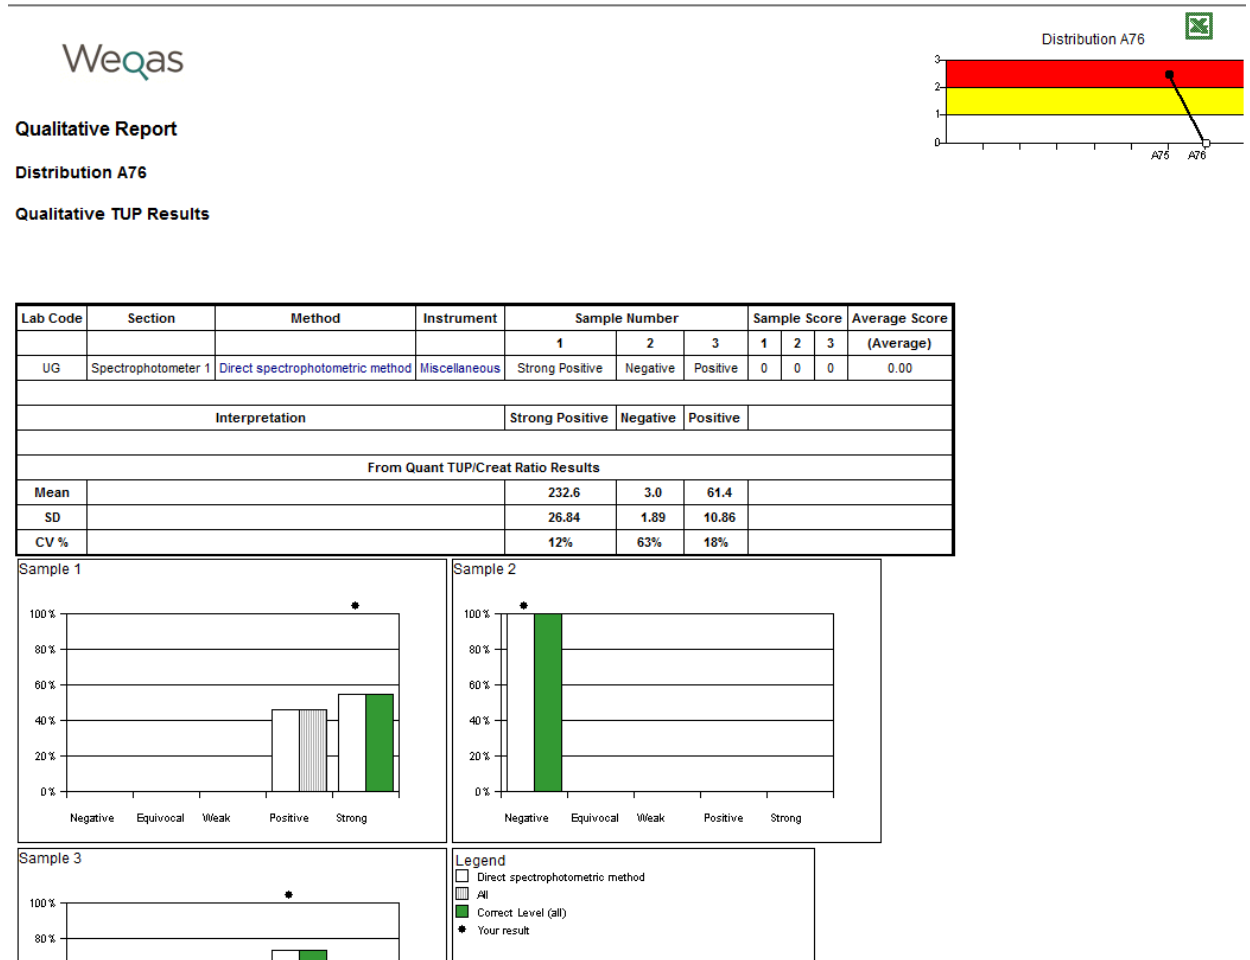 Weqas
Distribution A76
3
2
1
0
A75 A76
Qualitative Report
Distribution A76
Qualitative TUP Results
Lab Code Section Method Instrument Sample Number Sample Score Average Score
1 2 3 1 2 3 (Average)
UG Spectrophotometer 1 Direct spectrophotometric method Miscellaneous Strong Positive Negative Positive 0 0 0 0.00
Interpretation Strong Positive Negative Positive
From Quant TUP/Creat Ratio Results
Mean 232.6 3.0 61.4
SD 26.84 1.89 10.86
CV % 12% 63% 18%
Sample 1
100 %
80 %
60 %
40 %
20 %
0 %
Negative Equivocal Weak Positive Strong
Sample 2
100 %
80 %
60 %
40 %
20 %
0 %
Negative Equivocal Weak Positive Strong
Sample 3
100 %
80 %
Legend
Direct spectrophotometric method
All
Correct Level (all)
Your result